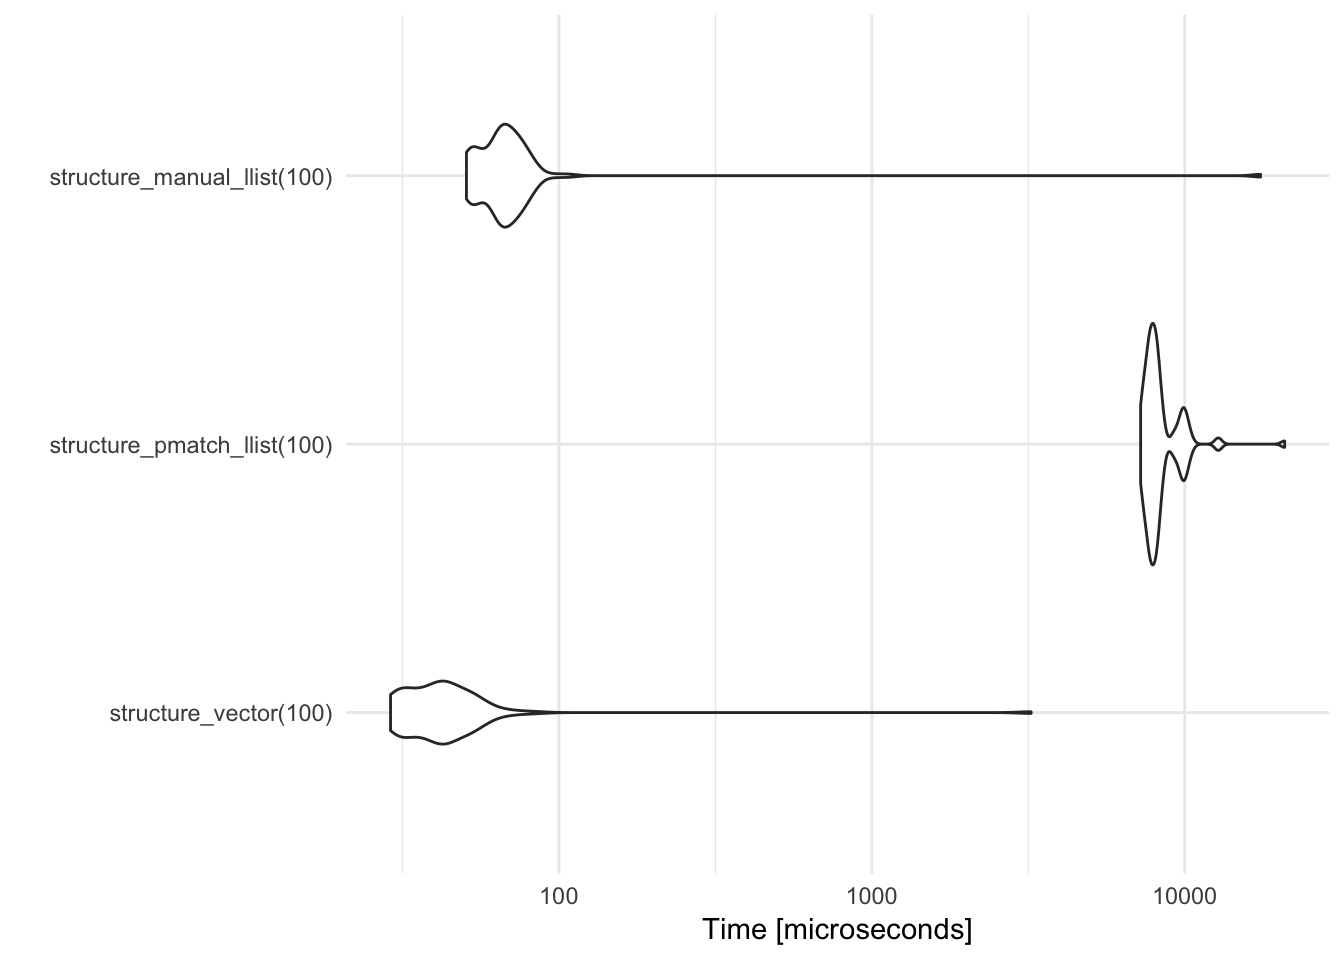 structure_manual_llist(100)
structure_pmatch_llist(100)
structure_vector(100)
100
1000
10000
Time [microseconds]